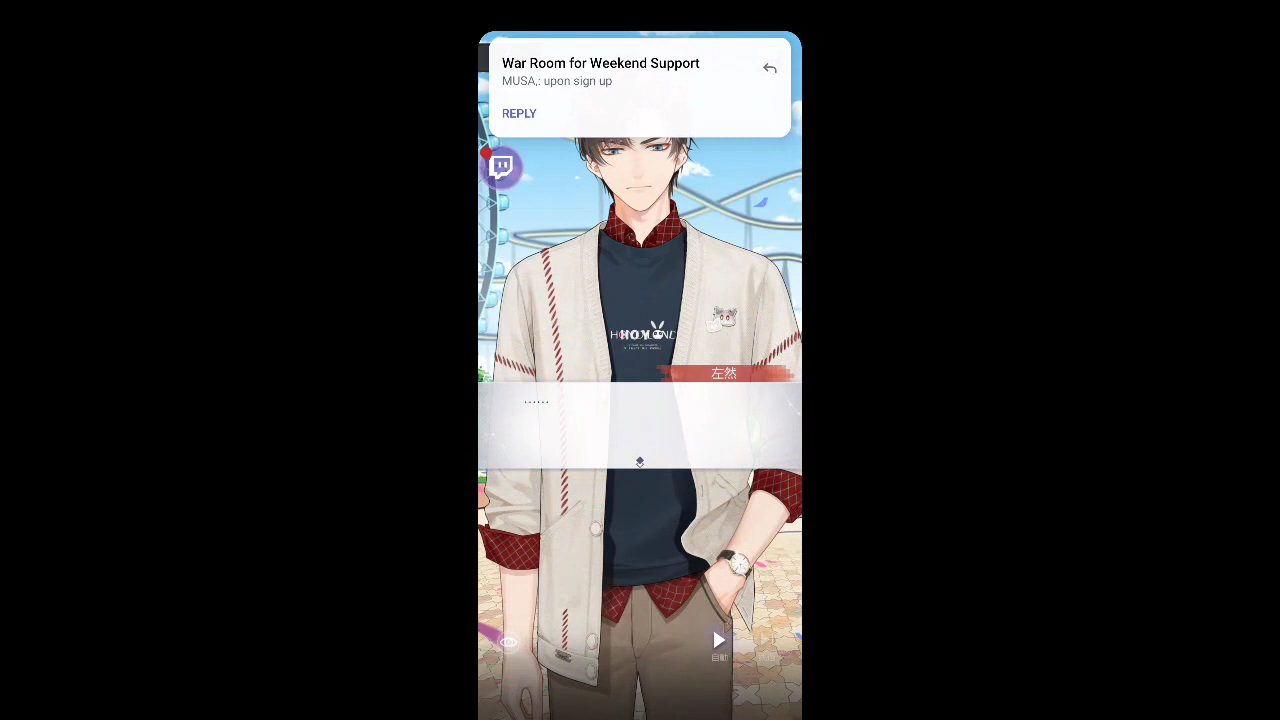 War Room for Weekend Support
MUSA,: upon sign up
REPLY
左然
……
自動